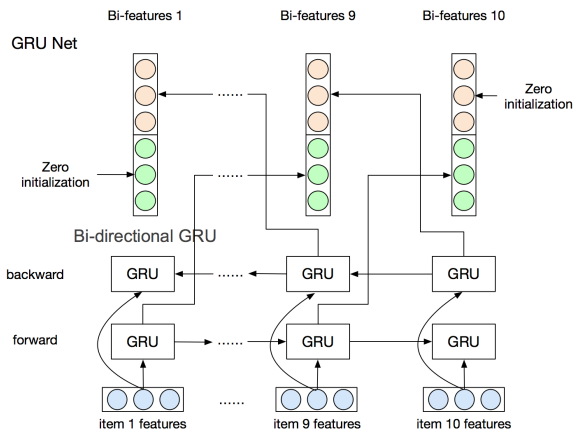 Bi-features 1
Bi-features 9
Bi-features 10
GRU Net
......
Zero
initialization
Zero
initialization
......
Bi-directional GRU
backward
GRU
......
GRU
GRU
forward
GRU
......
GRU
GRU
......
item 1 features
item 9 features
item 10 features